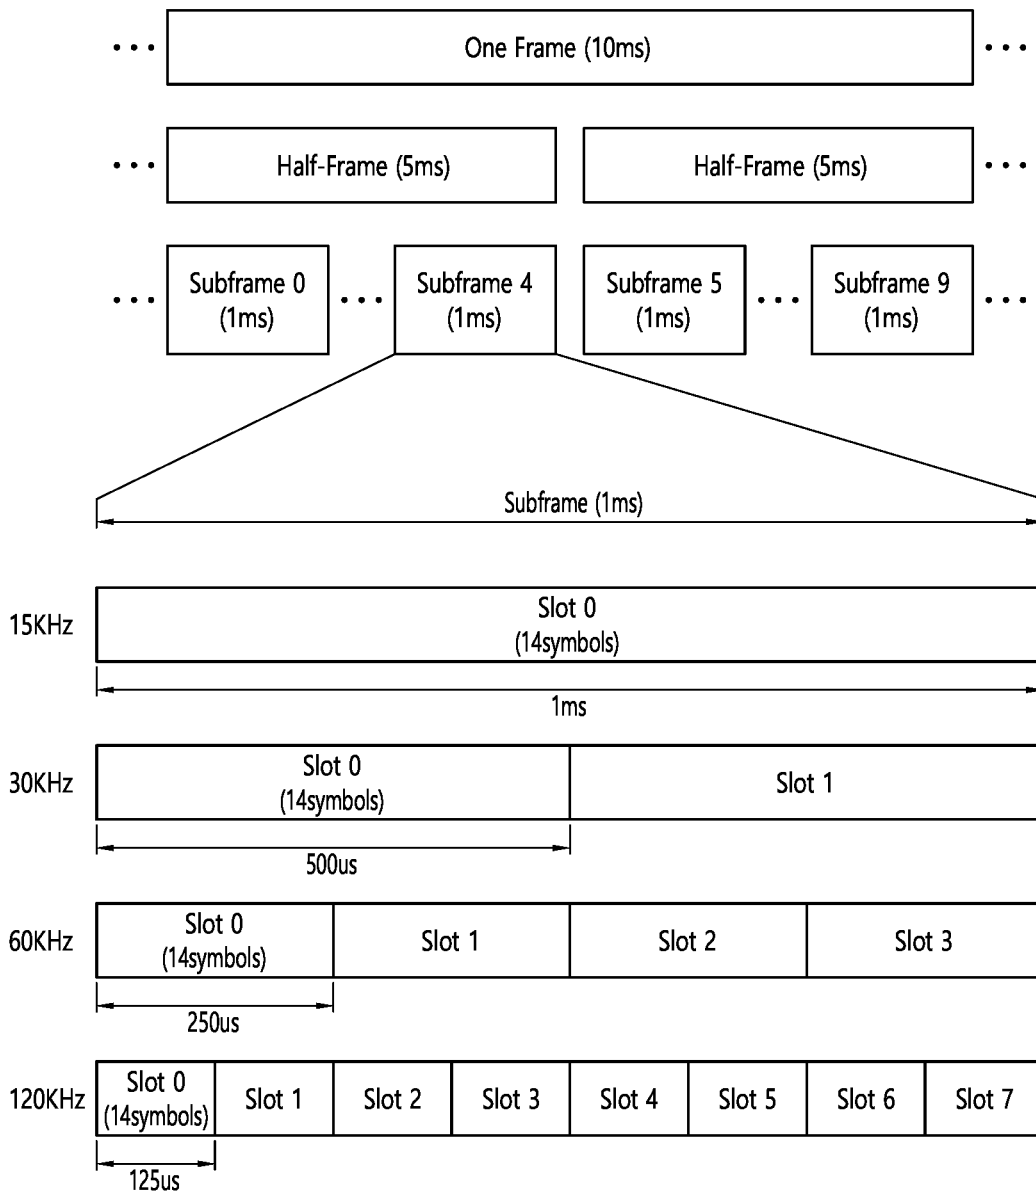 ··· One Frame (10ms) ···
··· Half-Frame (5ms) Half-Frame (5ms) ···
··· Subframe 0 ··· Subframe 4 Subframe 5 ··· Subframe 9 ···
(1ms) (1ms) (1ms) (1ms)
Subframe (1ms)
15KHz Slot 0
(14symbols)
1ms
30KHz Slot 0 Slot 1
(14symbols)
500us
60KHz Slot 0 Slot 1 Slot 2 Slot 3
(14symbols)
250us
120KHz Slot 0 Slot 1 Slot 2 Slot 3 Slot 4 Slot 5 Slot 6 Slot 7
(14symbols)
125us